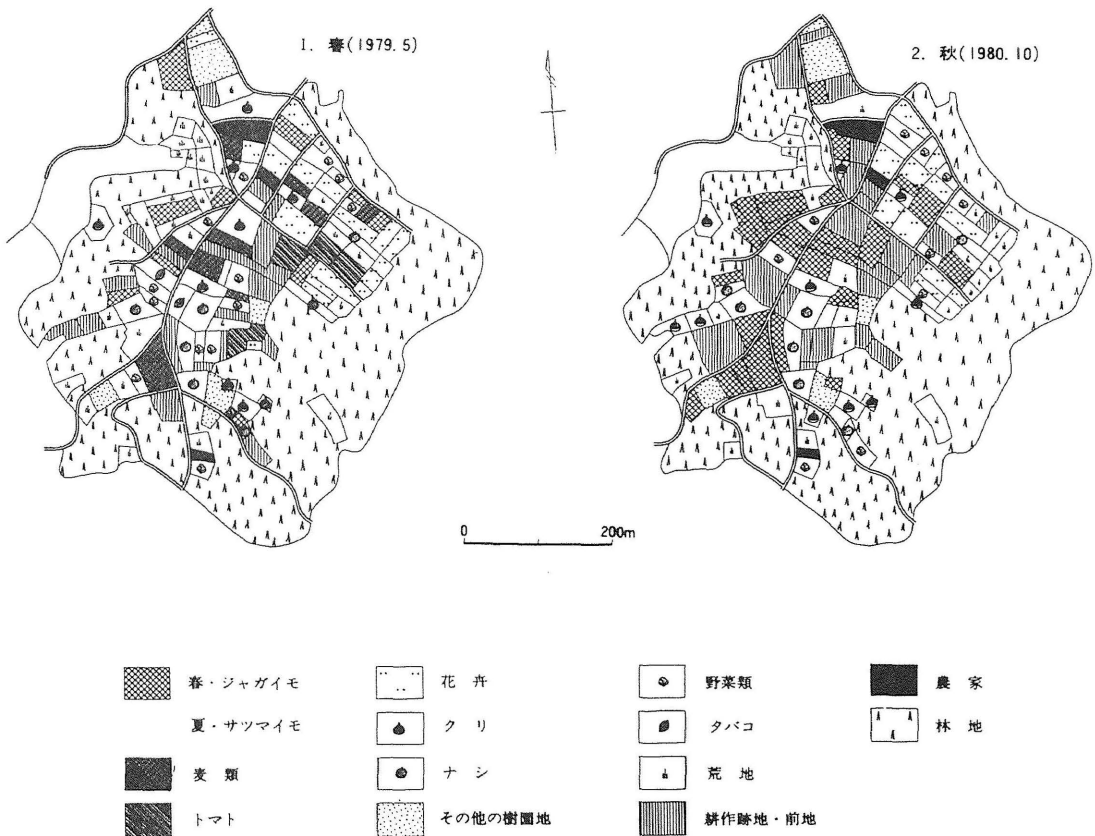 1. 春(1979.5)
2. 秋(1980.10)
0 200m
春・ジャガイモ
夏・サツマイモ
麦類
トマト
花卉
クリ
ナシ
その他の樹園地
野菜類
タバコ
荒地
耕作跡地・前地
農家
林地